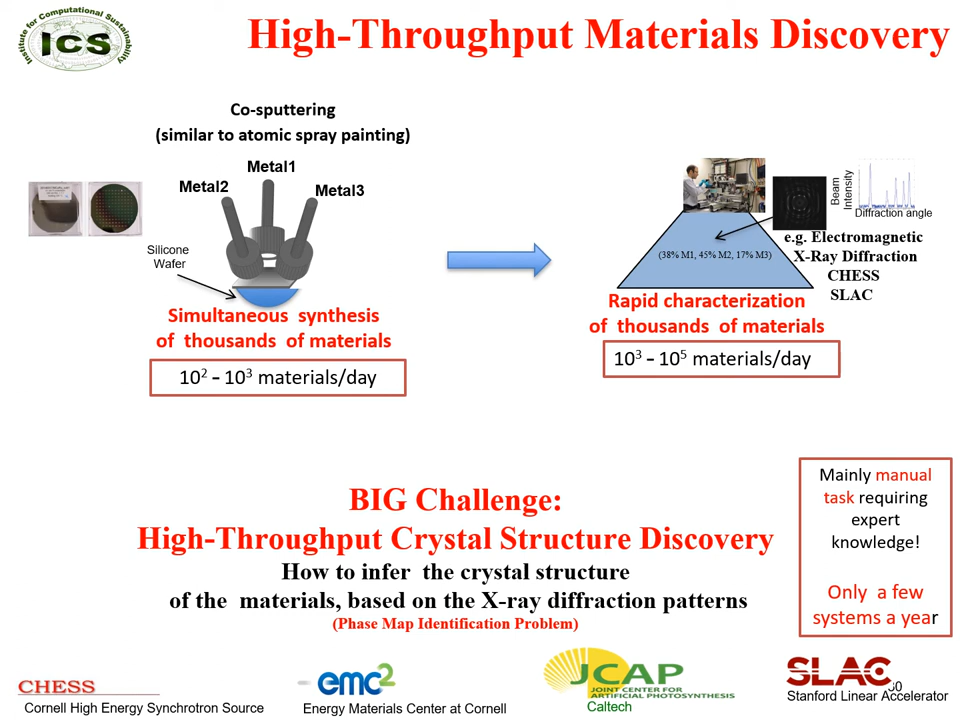 Institute for Computational Sustainability
ICS
High-Throughput Materials Discovery
Co-sputtering
(similar to atomic spray painting)
Metal1
Metal2
Metal3
Silicone
Wafer
Simultaneous synthesis
of thousands of materials
10² – 10³ materials/day
Beam
Intensity
Diffraction angle
e.g. Electromagnetic
X-Ray Diffraction
CHESS
SLAC
(38% M1, 45% M2, 17% M3)
Rapid characterization
of thousands of materials
10³ – 10⁵ materials/day
BIG Challenge:
High-Throughput Crystal Structure Discovery
How to infer the crystal structure
of the materials, based on the X-ray diffraction patterns
(Phase Map Identification Problem)
Mainly manual
task requiring
expert
knowledge!
Only a few
systems a year
CHESS
Cornell High Energy Synchrotron Source
emc2
Energy Materials Center at Cornell
JCAP
JOINT CENTER FOR
ARTIFICIAL PHOTOSYNTHESIS
Caltech
SLAC
Stanford Linear Accelerator